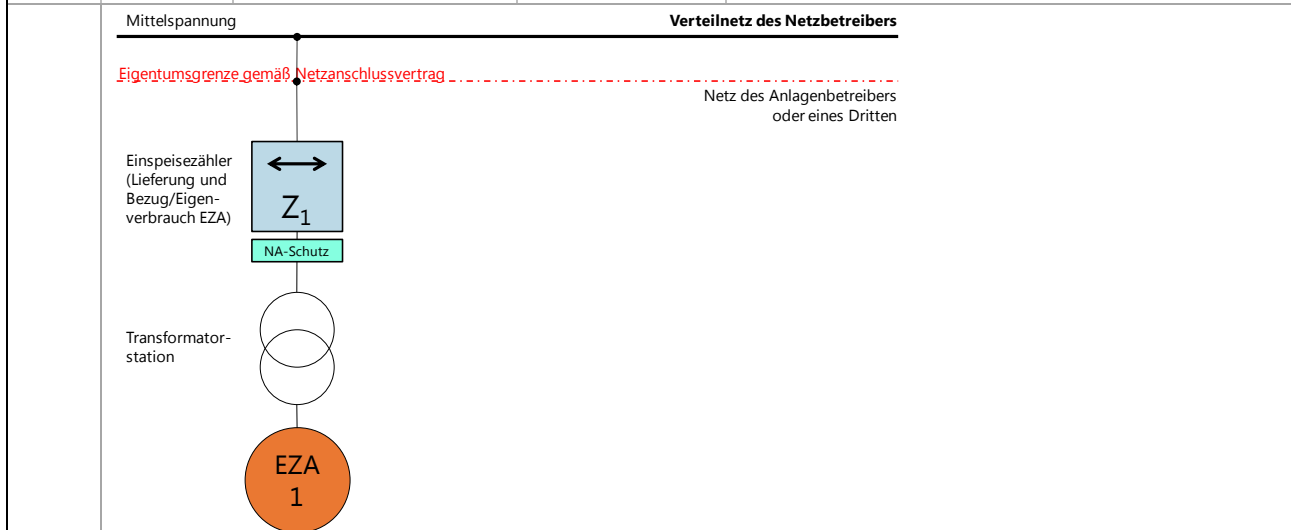 Mittelspannung
Verteilnetz des Netzbetreibers
Eigentumsgrenze gemäß Netzanschlussvertrag
Netz des Anlagenbetreibers
oder eines Dritten
Einspeisezähler
(Lieferung und
Bezug/Eigen-
verbrauch EZA)
Z₁
NA-Schutz
Transformator-
station
EZA
1